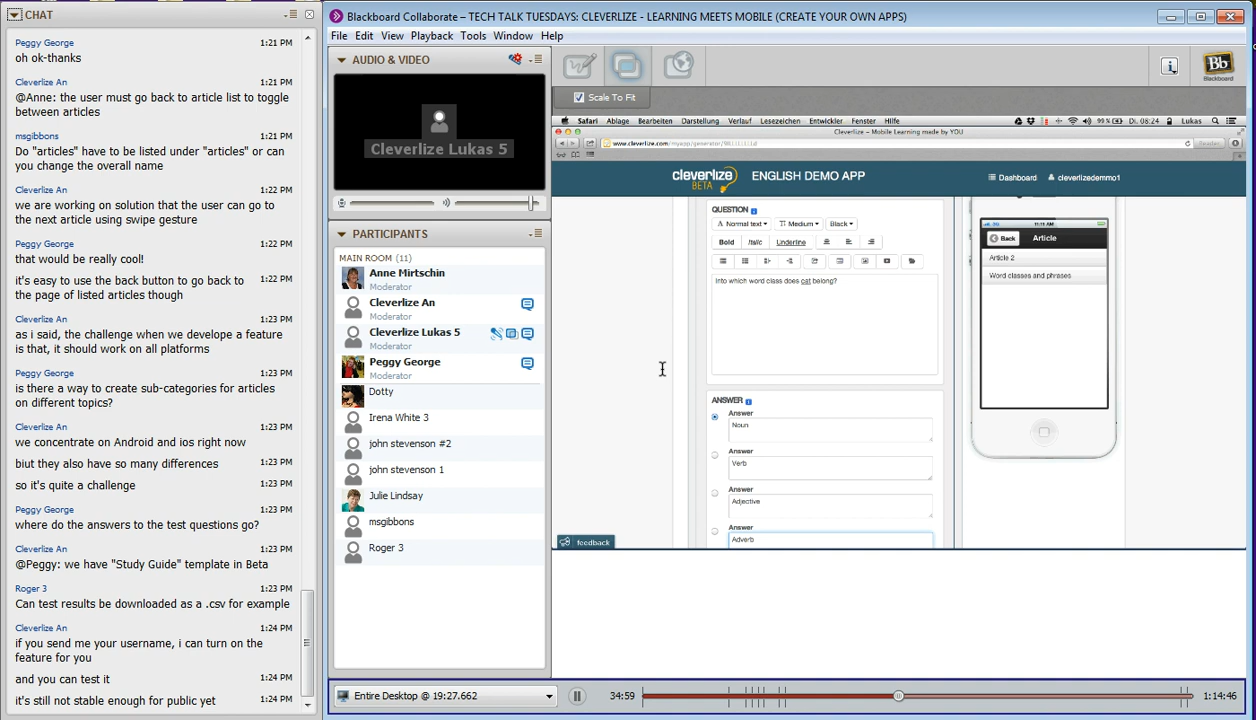 CHAT
Peggy George 1:21 PM
oh ok-thanks
Cleverlize An 1:21 PM
@Anne: the user must go back to article list to toggle
between articles
msgibbons 1:21 PM
Do "articles" have to be listed under "articles" or can
you change the overall name
Cleverlize An 1:22 PM
we are working on solution that the user can go to
the next article using swipe gesture
Peggy George 1:22 PM
that would be really cool!
it's easy to use the back button to go back to 1:22 PM
the page of listed articles though
Cleverlize An 1:23 PM
as i said, the challenge when we develope a feature
is that, it should work on all platforms
Peggy George 1:23 PM
is there a way to create sub-categories for articles
on different topics?
Cleverlize An 1:23 PM
we concentrate on Android and ios right now
biut they also have so many differences 1:23 PM
so it's quite a challenge 1:23 PM
Peggy George 1:23 PM
where do the answers to the test questions go?
Cleverlize An 1:23 PM
@Peggy: we have "Study Guide" template in Beta
Roger 3 1:23 PM
Can test results be downloaded as a .csv for example
Cleverlize An 1:24 PM
if you send me your username, i can turn on the
feature for you
and you can test it 1:24 PM
it's still not stable enough for public yet 1:24 PM
Blackboard Collaborate – TECH TALK TUESDAYS: CLEVERLIZE - LEARNING MEETS MOBILE (CREATE YOUR OWN APPS)
File Edit View Playback Tools Window Help
AUDIO & VIDEO
Cleverlize Lukas 5
PARTICIPANTS
MAIN ROOM (11)
Anne Mirtschin
Moderator
Cleverlize An
Moderator
Cleverlize Lukas 5
Moderator
Peggy George
Moderator
Dotty
Irena White 3
john stevenson #2
john stevenson 1
Julie Lindsay
msgibbons
Roger 3
Bb
Blackboard
Scale To Fit
Safari Ablage Bearbeiten Darstellung Verlauf Lesezeichen Entwickler Fenster Hilfe 99% Di. 08:24 Lukas
Cleverlize – Mobile Learning made by YOU
Reader
cleverlize BETA ENGLISH DEMO APP Dashboard cleverlizedemmo1
QUESTION
Normal text Medium Black
Bold Italic Underline
Into which word class does cat belong?
ANSWER
Answer
Noun
Answer
Verb
Answer
Adjective
Answer
Adverb
11:11 AM
Back Article
Article 2
Word classes and phrases
feedback
Entire Desktop @ 19:27.662 34:59 1:14:46